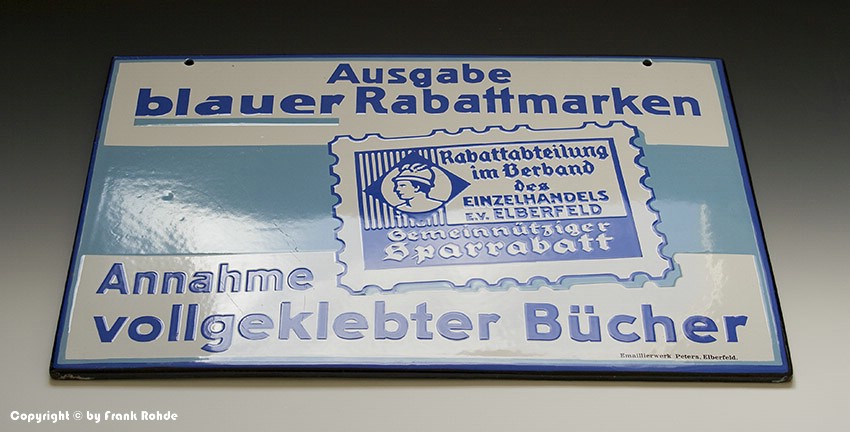 Ausgabe
blauer Rabattmarken
Rabattabteilung
im Verband
des
EINZELHANDELS
E.V. ELBERFELD
Gemeinnütziger
Sparrabatt
Annahme
vollgeklebter Bücher
Emaillierwerk Peters, Elberfeld.
Copyright © by Frank Rohde